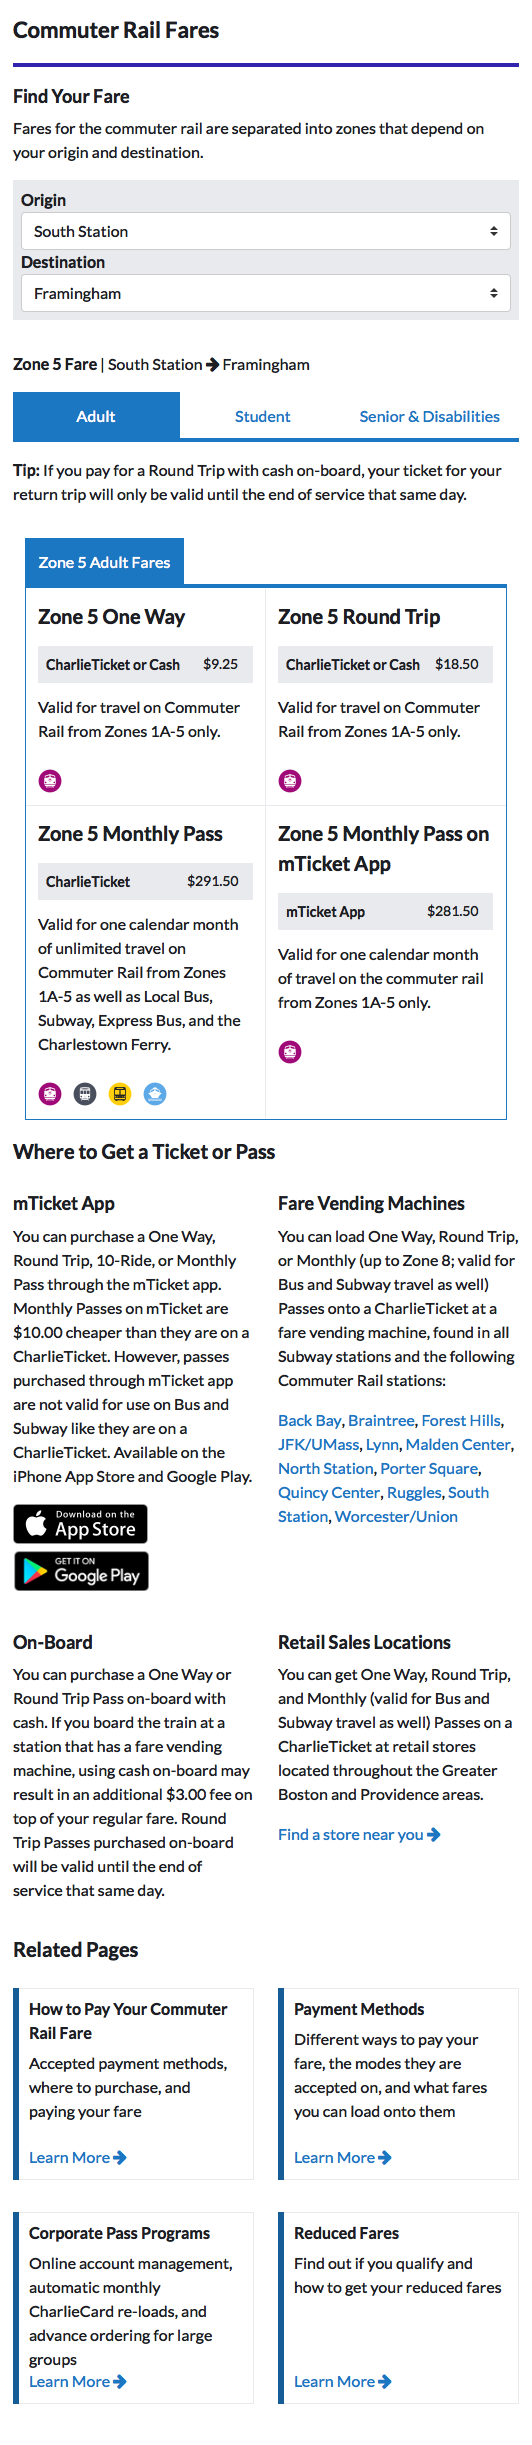 Commuter Rail Fares
Find Your Fare
Fares for the commuter rail are separated into zones that depend on
your origin and destination.
Origin
South Station
Destination
Framingham
Zone 5 Fare | South Station → Framingham
Adult
Student
Senior & Disabilities
Tip: If you pay for a Round Trip with cash on-board, your ticket for your
return trip will only be valid until the end of service that same day.
Zone 5 Adult Fares
Zone 5 One Way
CharlieTicket or Cash $9.25
Valid for travel on Commuter
Rail from Zones 1A-5 only.
Zone 5 Round Trip
CharlieTicket or Cash $18.50
Valid for travel on Commuter
Rail from Zones 1A-5 only.
Zone 5 Monthly Pass
CharlieTicket $291.50
Valid for one calendar month
of unlimited travel on
Commuter Rail from Zones
1A-5 as well as Local Bus,
Subway, Express Bus, and the
Charlestown Ferry.
Zone 5 Monthly Pass on
mTicket App
mTicket App $281.50
Valid for one calendar month
of travel on the commuter rail
from Zones 1A-5 only.
Where to Get a Ticket or Pass
mTicket App
You can purchase a One Way,
Round Trip, 10-Ride, or Monthly
Pass through the mTicket app.
Monthly Passes on mTicket are
$10.00 cheaper than they are on a
CharlieTicket. However, passes
purchased through mTicket app
are not valid for use on Bus and
Subway like they are on a
CharlieTicket. Available on the
iPhone App Store and Google Play.
Download on the
App Store
GET IT ON
Google Play
Fare Vending Machines
You can load One Way, Round Trip,
or Monthly (up to Zone 8; valid for
Bus and Subway travel as well)
Passes onto a CharlieTicket at a
fare vending machine, found in all
Subway stations and the following
Commuter Rail stations:
Back Bay, Braintree, Forest Hills,
JFK/UMass, Lynn, Malden Center,
North Station, Porter Square,
Quincy Center, Ruggles, South
Station, Worcester/Union
On-Board
You can purchase a One Way or
Round Trip Pass on-board with
cash. If you board the train at a
station that has a fare vending
machine, using cash on-board may
result in an additional $3.00 fee on
top of your regular fare. Round
Trip Passes purchased on-board
will be valid until the end of
service that same day.
Retail Sales Locations
You can get One Way, Round Trip,
and Monthly (valid for Bus and
Subway travel as well) Passes on a
CharlieTicket at retail stores
located throughout the Greater
Boston and Providence areas.
Find a store near you →
Related Pages
How to Pay Your Commuter
Rail Fare
Accepted payment methods,
where to purchase, and
paying your fare
Learn More →
Payment Methods
Different ways to pay your
fare, the modes they are
accepted on, and what fares
you can load onto them
Learn More →
Corporate Pass Programs
Online account management,
automatic monthly
CharlieCard re-loads, and
advance ordering for large
groups
Learn More →
Reduced Fares
Find out if you qualify and
how to get your reduced fares
Learn More →